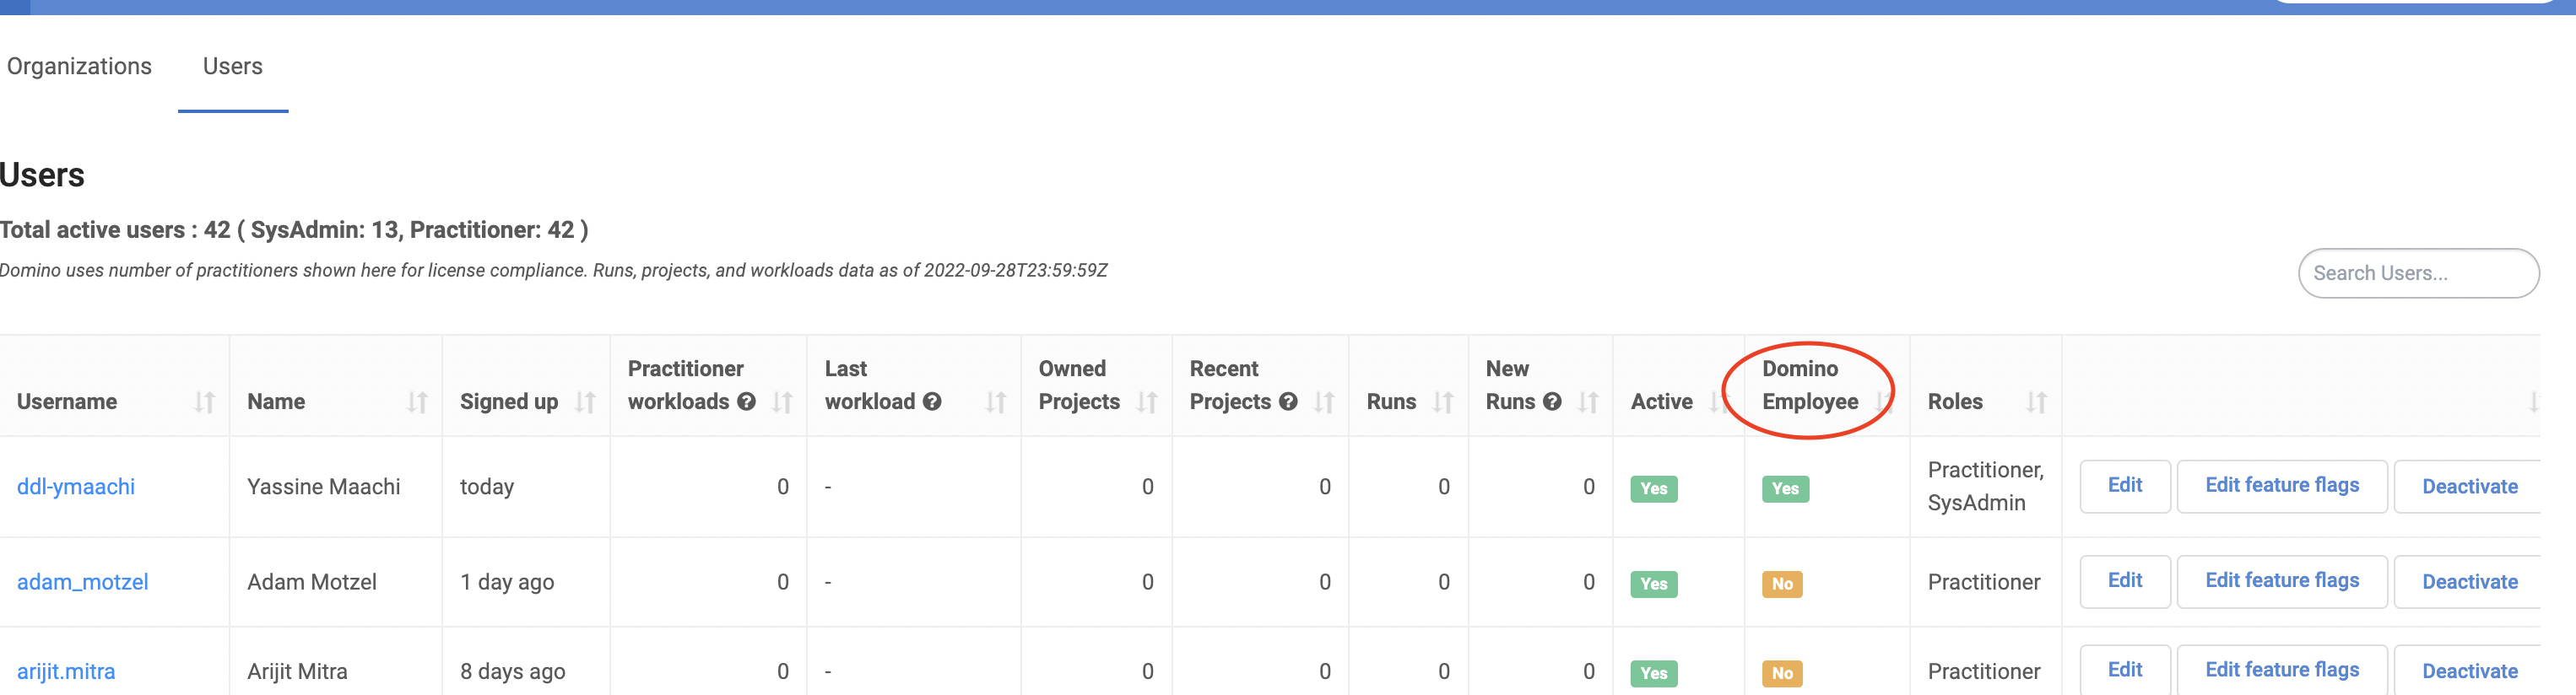 Organizations Users
Users
Total active users : 42 ( SysAdmin: 13, Practitioner: 42 )
Domino uses number of practitioners shown here for license compliance. Runs, projects, and workloads data as of 2022-09-28T23:59:59Z
Search Users...
Username Name Signed up Practitioner workloads ? Last workload ? Owned Projects Recent Projects ? Runs New Runs ? Active Domino Employee Roles
ddl-ymaachi Yassine Maachi today 0 - 0 0 0 0 Yes Yes Practitioner, SysAdmin Edit Edit feature flags Deactivate
adam_motzel Adam Motzel 1 day ago 0 - 0 0 0 0 Yes No Practitioner Edit Edit feature flags Deactivate
arijit.mitra Arijit Mitra 8 days ago 0 - 0 0 0 0 Yes No Practitioner Edit Edit feature flags Deactivate